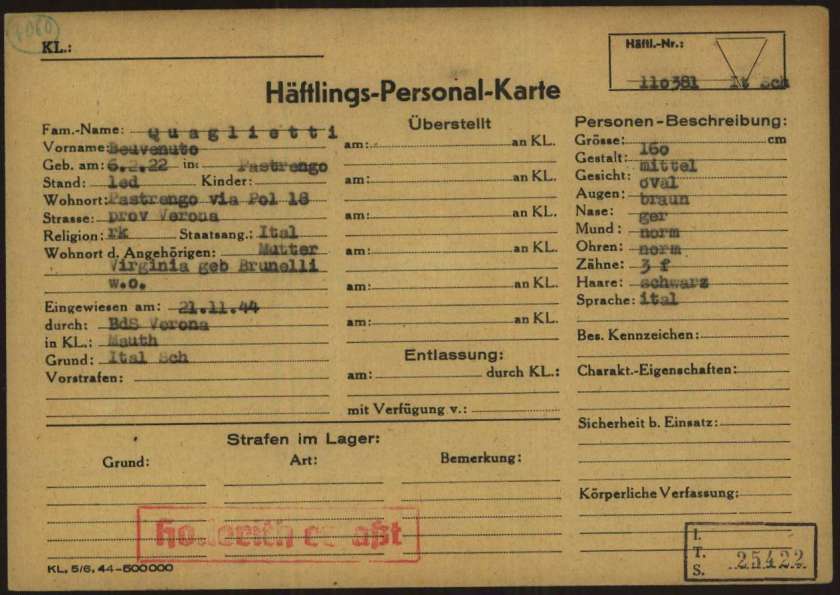 7060
KL.:
Häftl.-Nr.:
110381 It Sch
Häftlings-Personal-Karte
Fam.-Name: Quaglietti
Vorname: Beuvenuto
Geb. am: 6.2.22 in: Pastrengo
Stand: led Kinder:
Wohnort: Pastrengo via Pol 18
Strasse: prov Verona
Religion: rk Staatsang.: Ital
Wohnort d. Angehörigen: Mutter
Virginia geb Brunelli
w.o.
Eingewiesen am: 21.11.44
durch: BdS Verona
in KL.: Mauth
Grund: Ital Sch
Vorstrafen:
Überstellt
am: an KL.
am: an KL.
am: an KL.
am: an KL.
am: an KL.
am: an KL.
Entlassung:
am: durch KL.:
mit Verfügung v.:
Personen-Beschreibung:
Grösse: 160 cm
Gestalt: mittel
Gesicht: oval
Augen: braun
Nase: ger
Mund: norm
Ohren: norm
Zähne: 3 f
Haare: schwarz
Sprache: ital
Bes. Kennzeichen:
Charakt.-Eigenschaften:
Sicherheit b. Einsatz:
Körperliche Verfassung:
Strafen im Lager:
Grund: Art: Bemerkung:
KL, 5/6, 44-500000
I.
T.
S. 25422